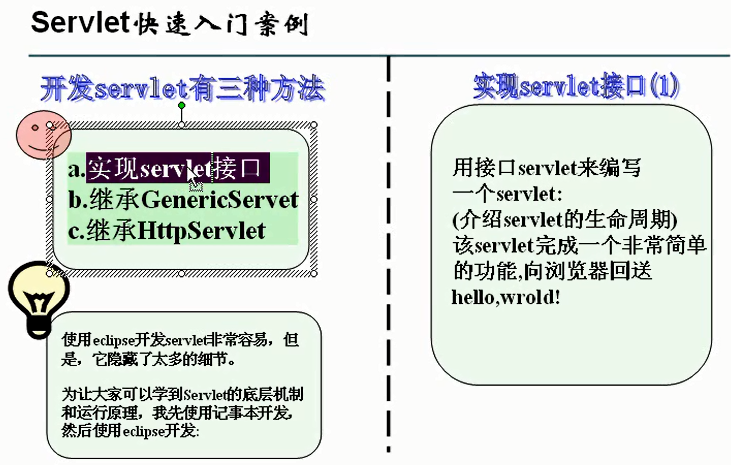 Servlet快速入门案例
开发servlet有三种方法
a.实现servlet接口
b.继承GenericServet
c.继承HttpServlet
使用eclipse开发servlet非常容易，但
是，它隐藏了太多的细节。
为让大家可以学到Servlet的底层机制
和运行原理，我先使用记事本开发,
然后使用eclipse开发:
实现servlet接口(1)
用接口servlet来编写
一个servlet:
(介绍servlet的生命周期)
该servlet完成一个非常简单
的功能,向浏览器回送
hello,wrold!